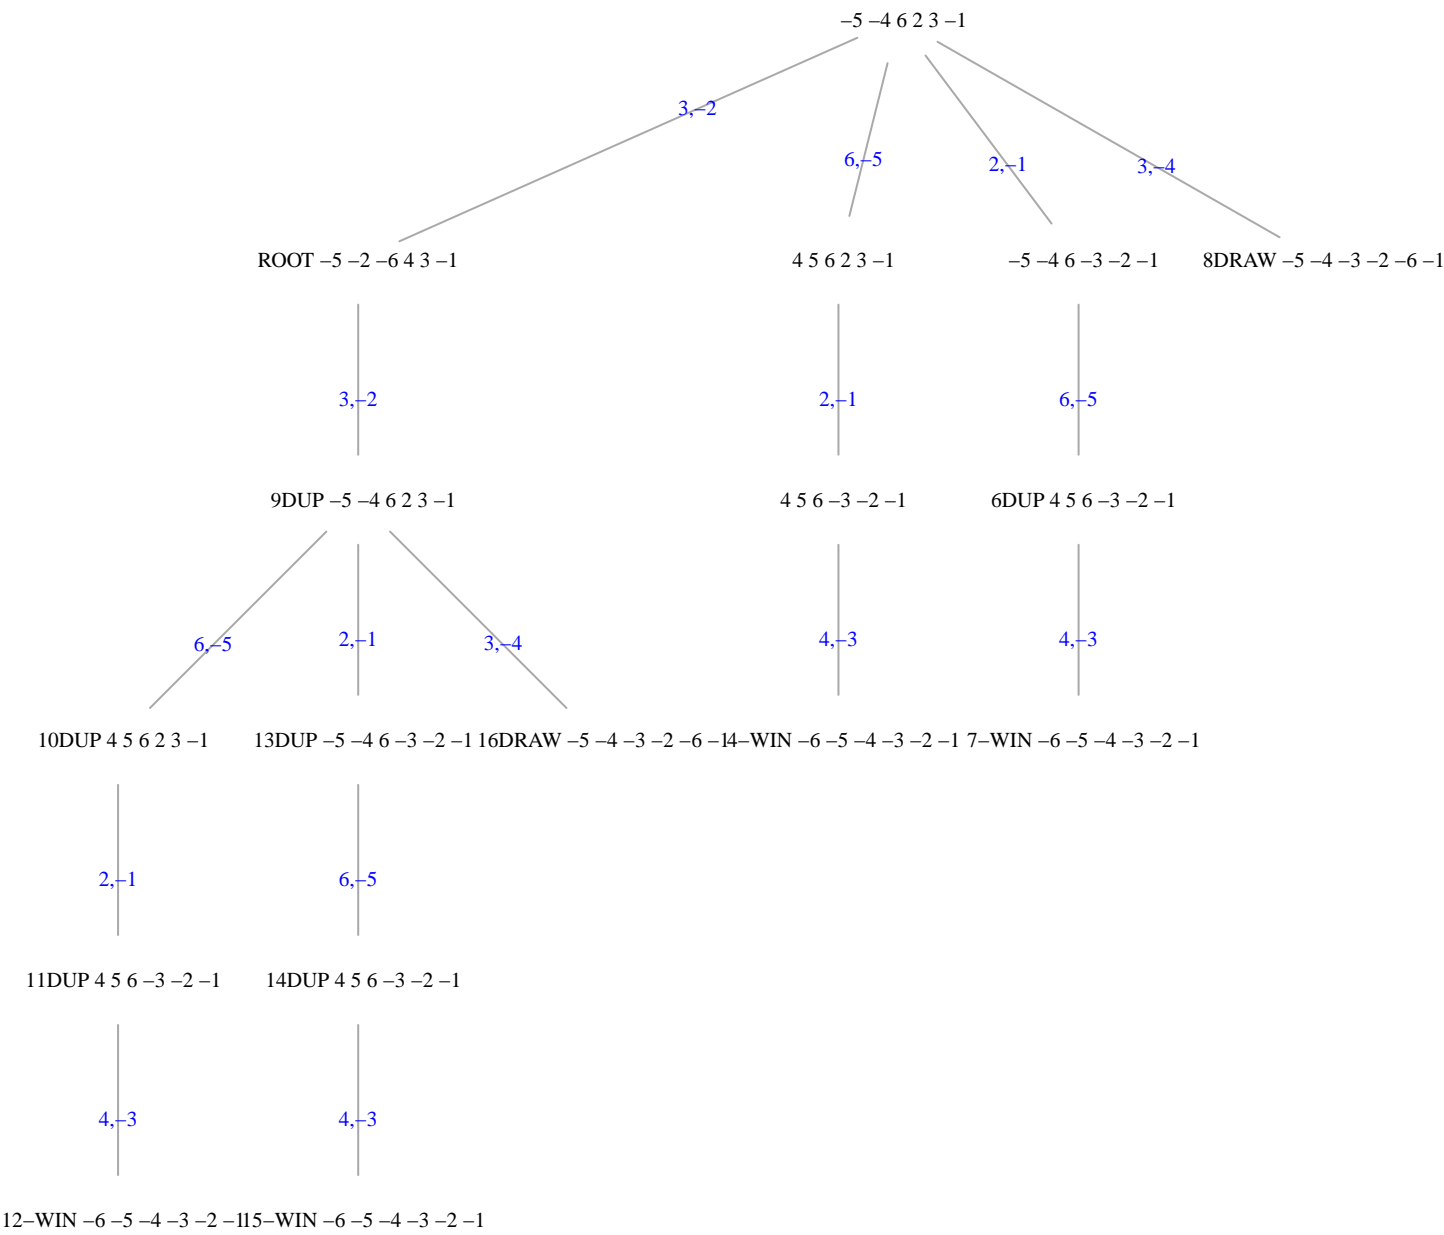 –5 –4 6 2 3 –1
3,–2
6,–5
2,–1
3,–4
ROOT –5 –2 –6 4 3 –1
4 5 6 2 3 –1
–5 –4 6 –3 –2 –1
8DRAW –5 –4 –3 –2 –6 –1
3,–2
2,–1
6,–5
9DUP –5 –4 6 2 3 –1
4 5 6 –3 –2 –1
6DUP 4 5 6 –3 –2 –1
6,–5
2,–1
3,–4
4,–3
4,–3
10DUP 4 5 6 2 3 –1
13DUP –5 –4 6 –3 –2 –1
16DRAW –5 –4 –3 –2 –6 –1
4–WIN –6 –5 –4 –3 –2 –1
7–WIN –6 –5 –4 –3 –2 –1
2,–1
6,–5
11DUP 4 5 6 –3 –2 –1
14DUP 4 5 6 –3 –2 –1
4,–3
4,–3
12–WIN –6 –5 –4 –3 –2 –1
15–WIN –6 –5 –4 –3 –2 –1